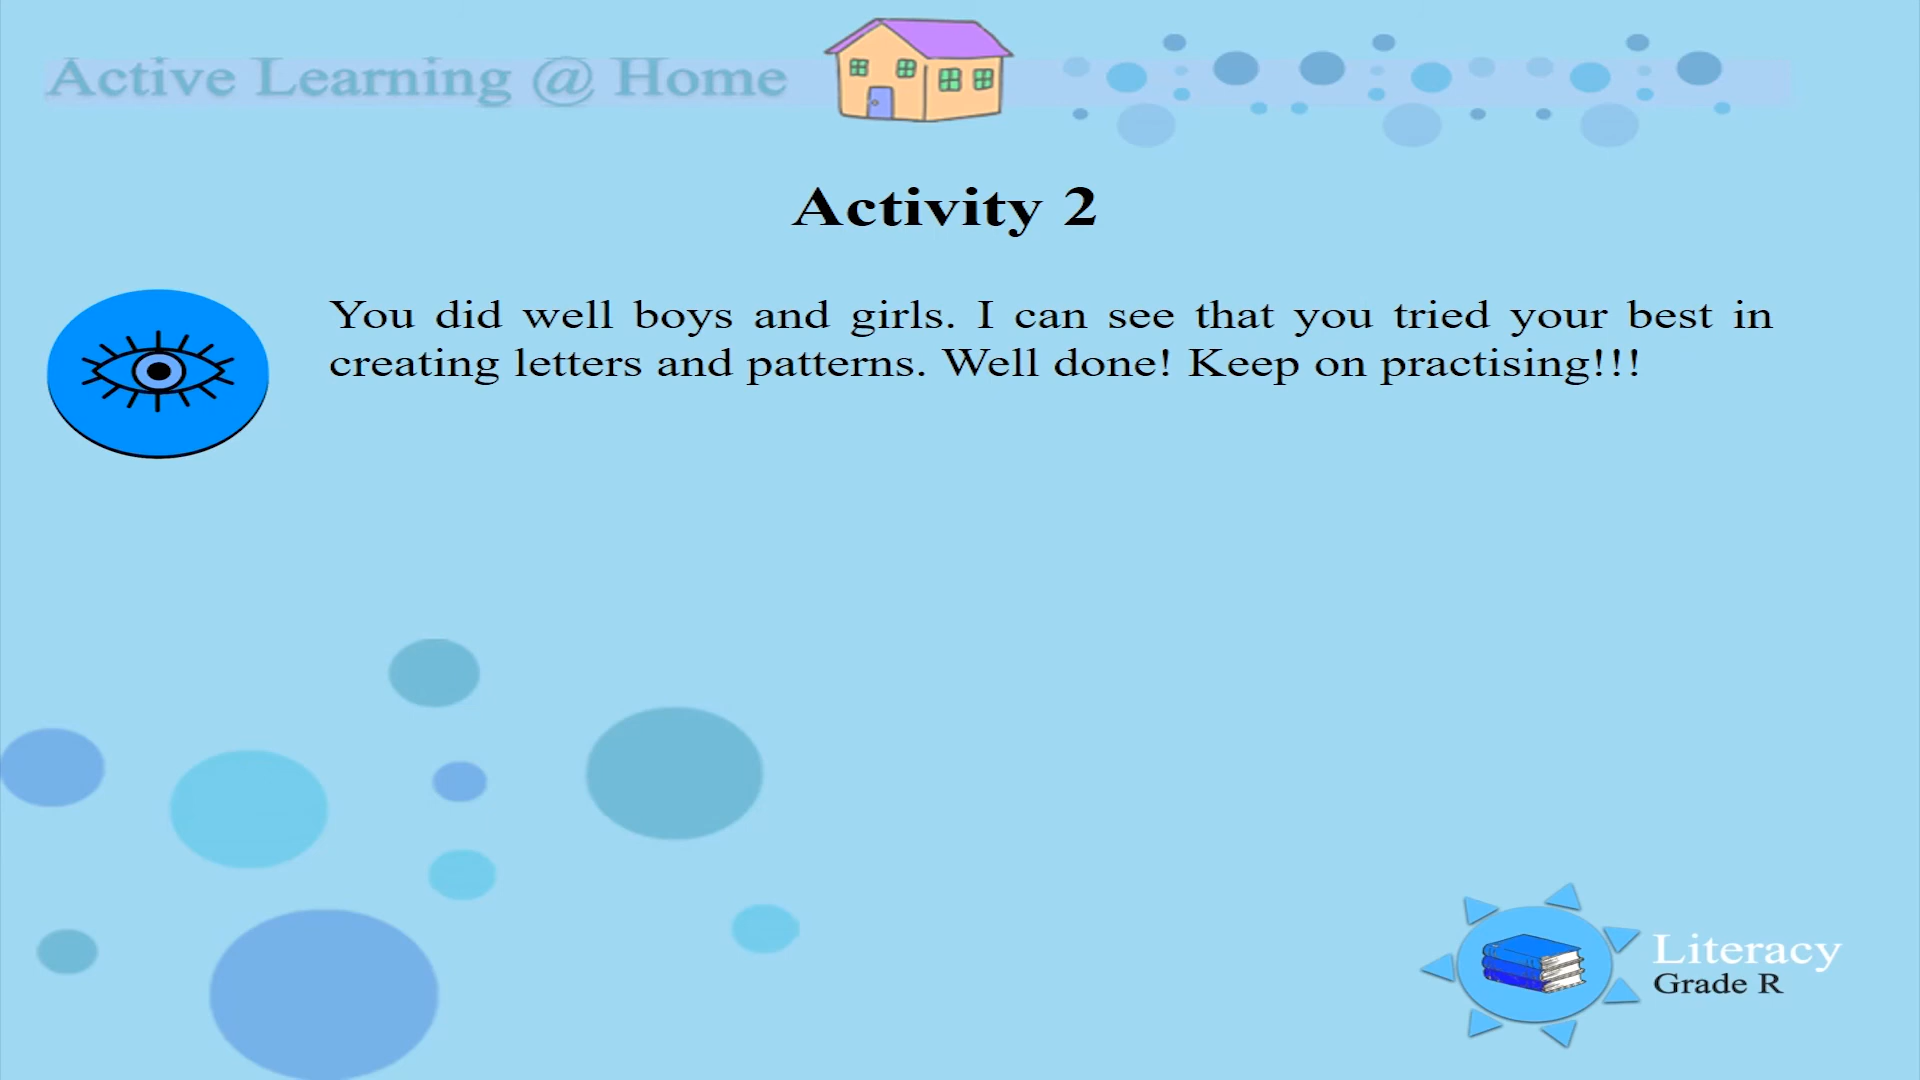 Active Learning @ Home
Activity 2
You did well boys and girls. I can see that you tried your best in
creating letters and patterns. Well done! Keep on practising!!!
Literacy
Grade R